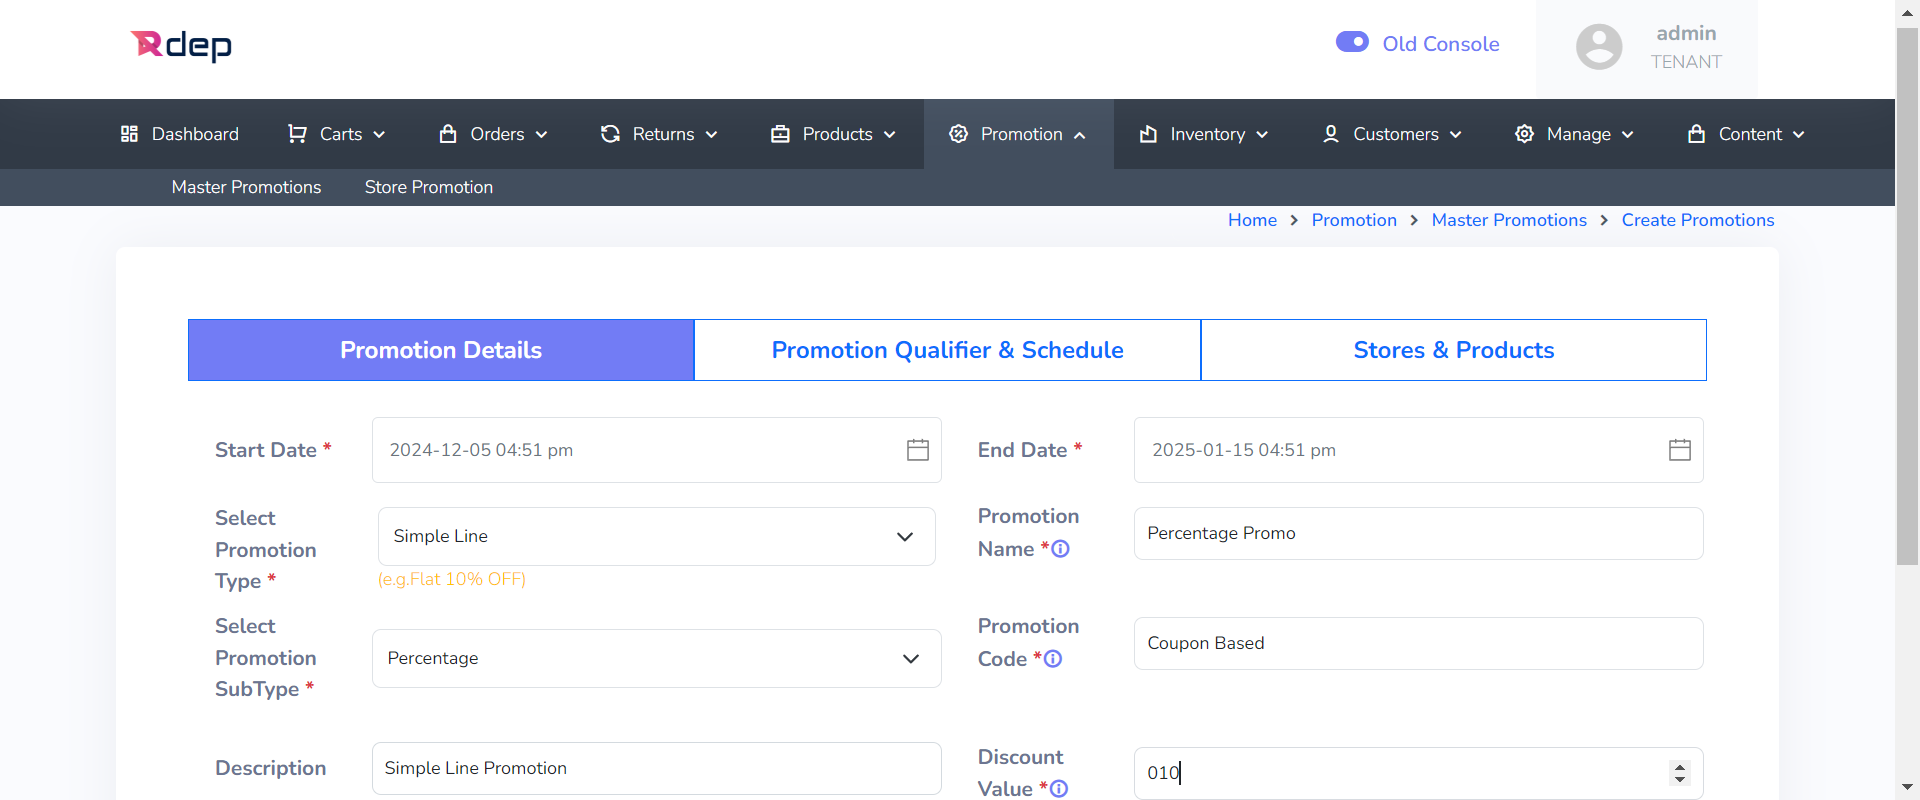 Rdep
Old Console
admin
TENANT
Dashboard Carts Orders Returns Products Promotion Inventory Customers Manage Content
Master Promotions Store Promotion
Home > Promotion > Master Promotions > Create Promotions
Promotion Details Promotion Qualifier & Schedule Stores & Products
Start Date * 2024-12-05 04:51 pm End Date * 2025-01-15 04:51 pm
Select
Promotion
Type *
Simple Line
(e.g.Flat 10% OFF)
Promotion
Name *
Percentage Promo
Select
Promotion
SubType *
Percentage
Promotion
Code *
Coupon Based
Description Simple Line Promotion
Discount
Value *
010